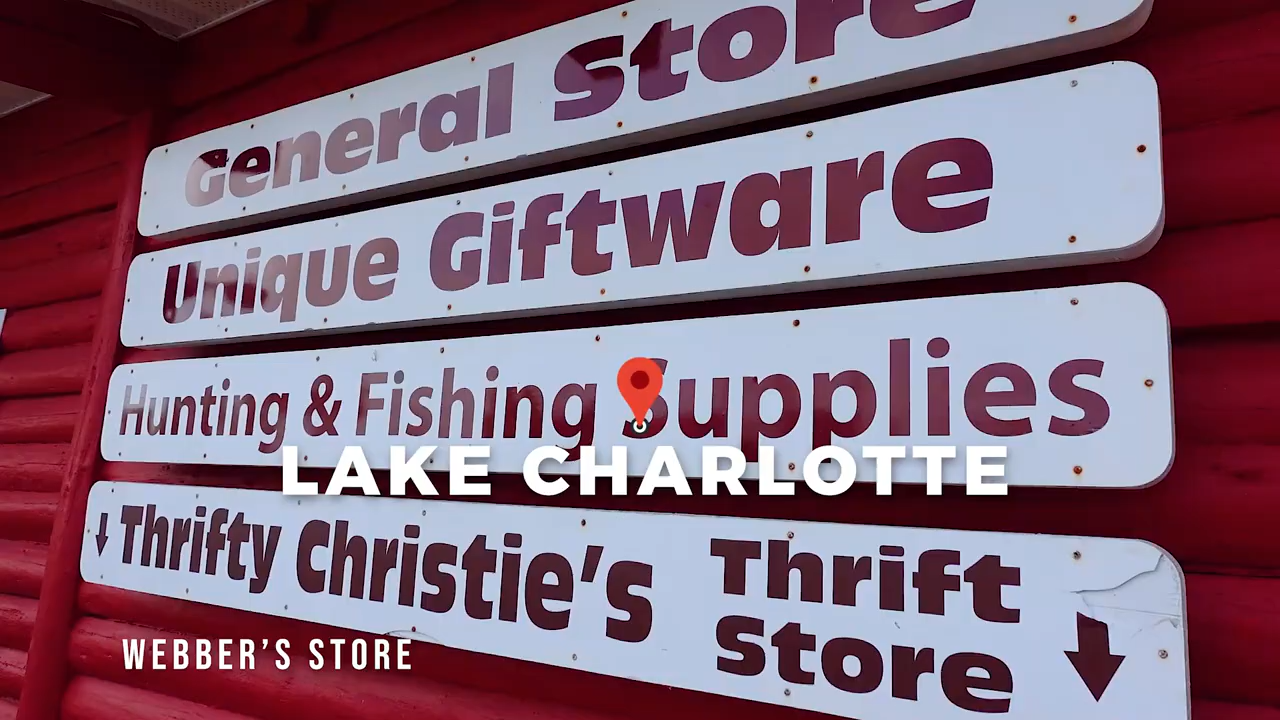 General Store
Unique Giftware
Hunting & Fishing Supplies
LAKE CHARLOTTE
↓ Thrifty Christie's Thrift Store ↓
WEBBER'S STORE